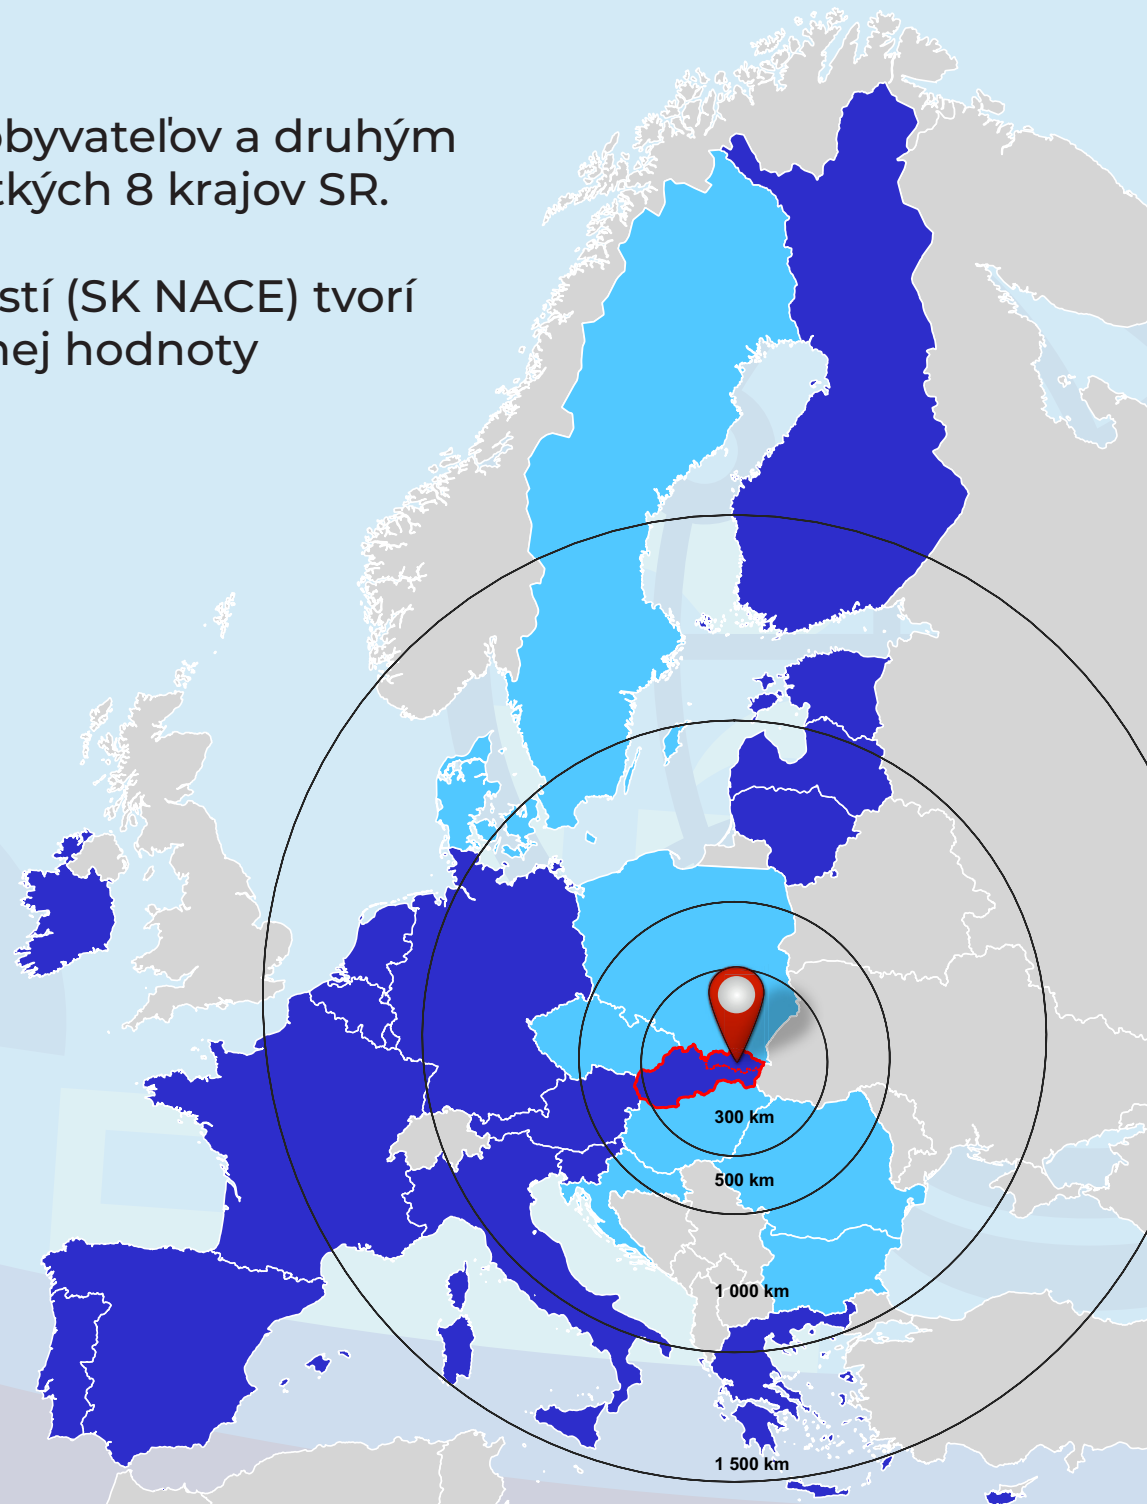 obyvateľov a druhým
tkých 8 krajov SR.
stí (SK NACE) tvorí
nej hodnoty
300 km
500 km
1 000 km
1 500 km